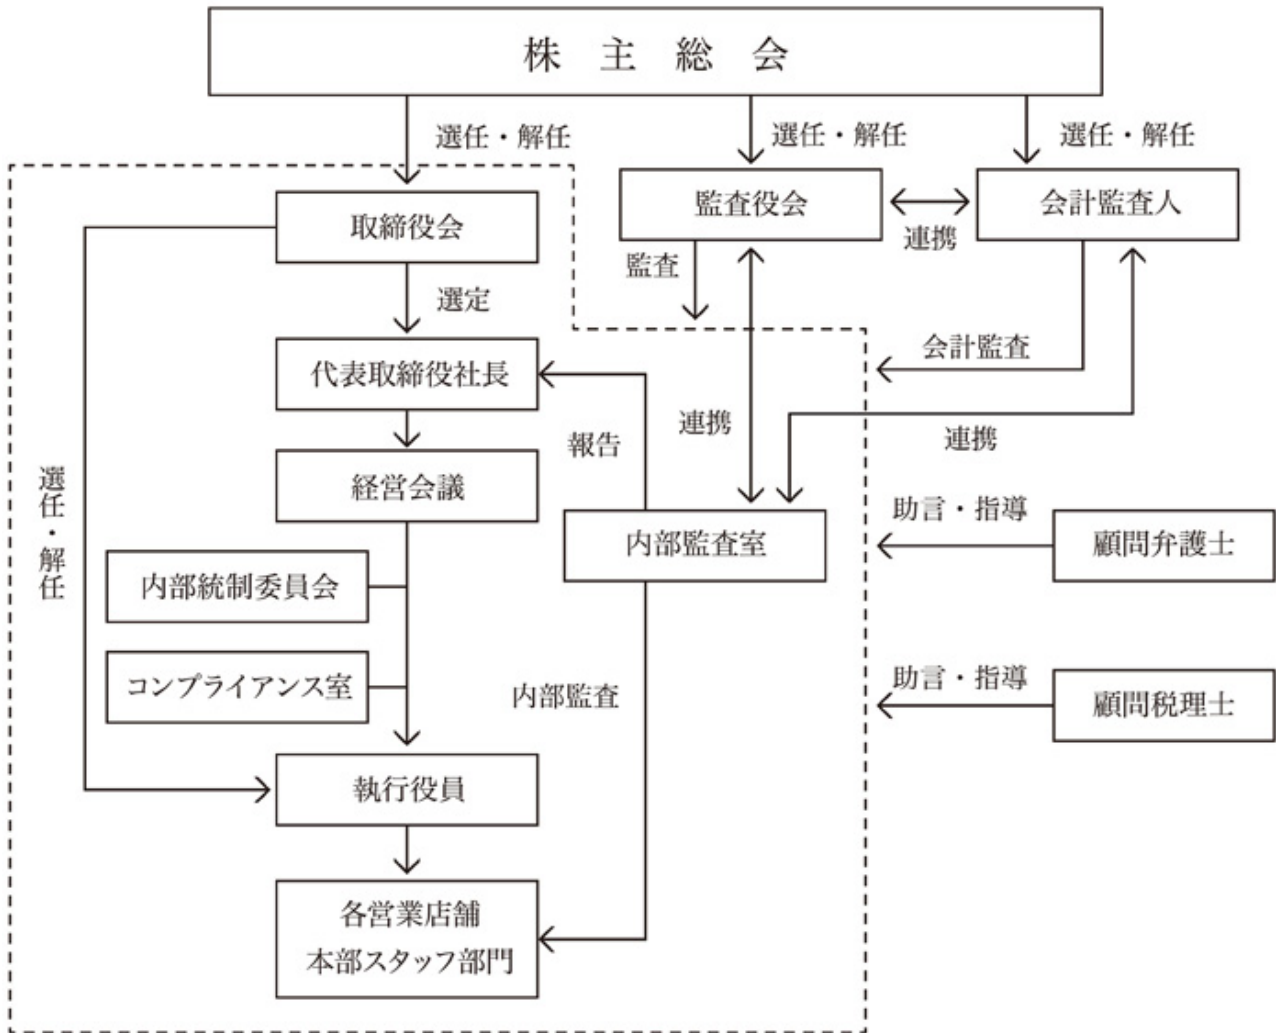 株主総会
選任・解任
選任・解任
選任・解任
取締役会
監査役会
連携
会計監査人
監査
選定
会計監査
代表取締役社長
報告
連携
連携
経営会議
選任・解任
内部監査室
助言・指導
顧問弁護士
内部統制委員会
コンプライアンス室
内部監査
助言・指導
顧問税理士
執行役員
各営業店舗
本部スタッフ部門